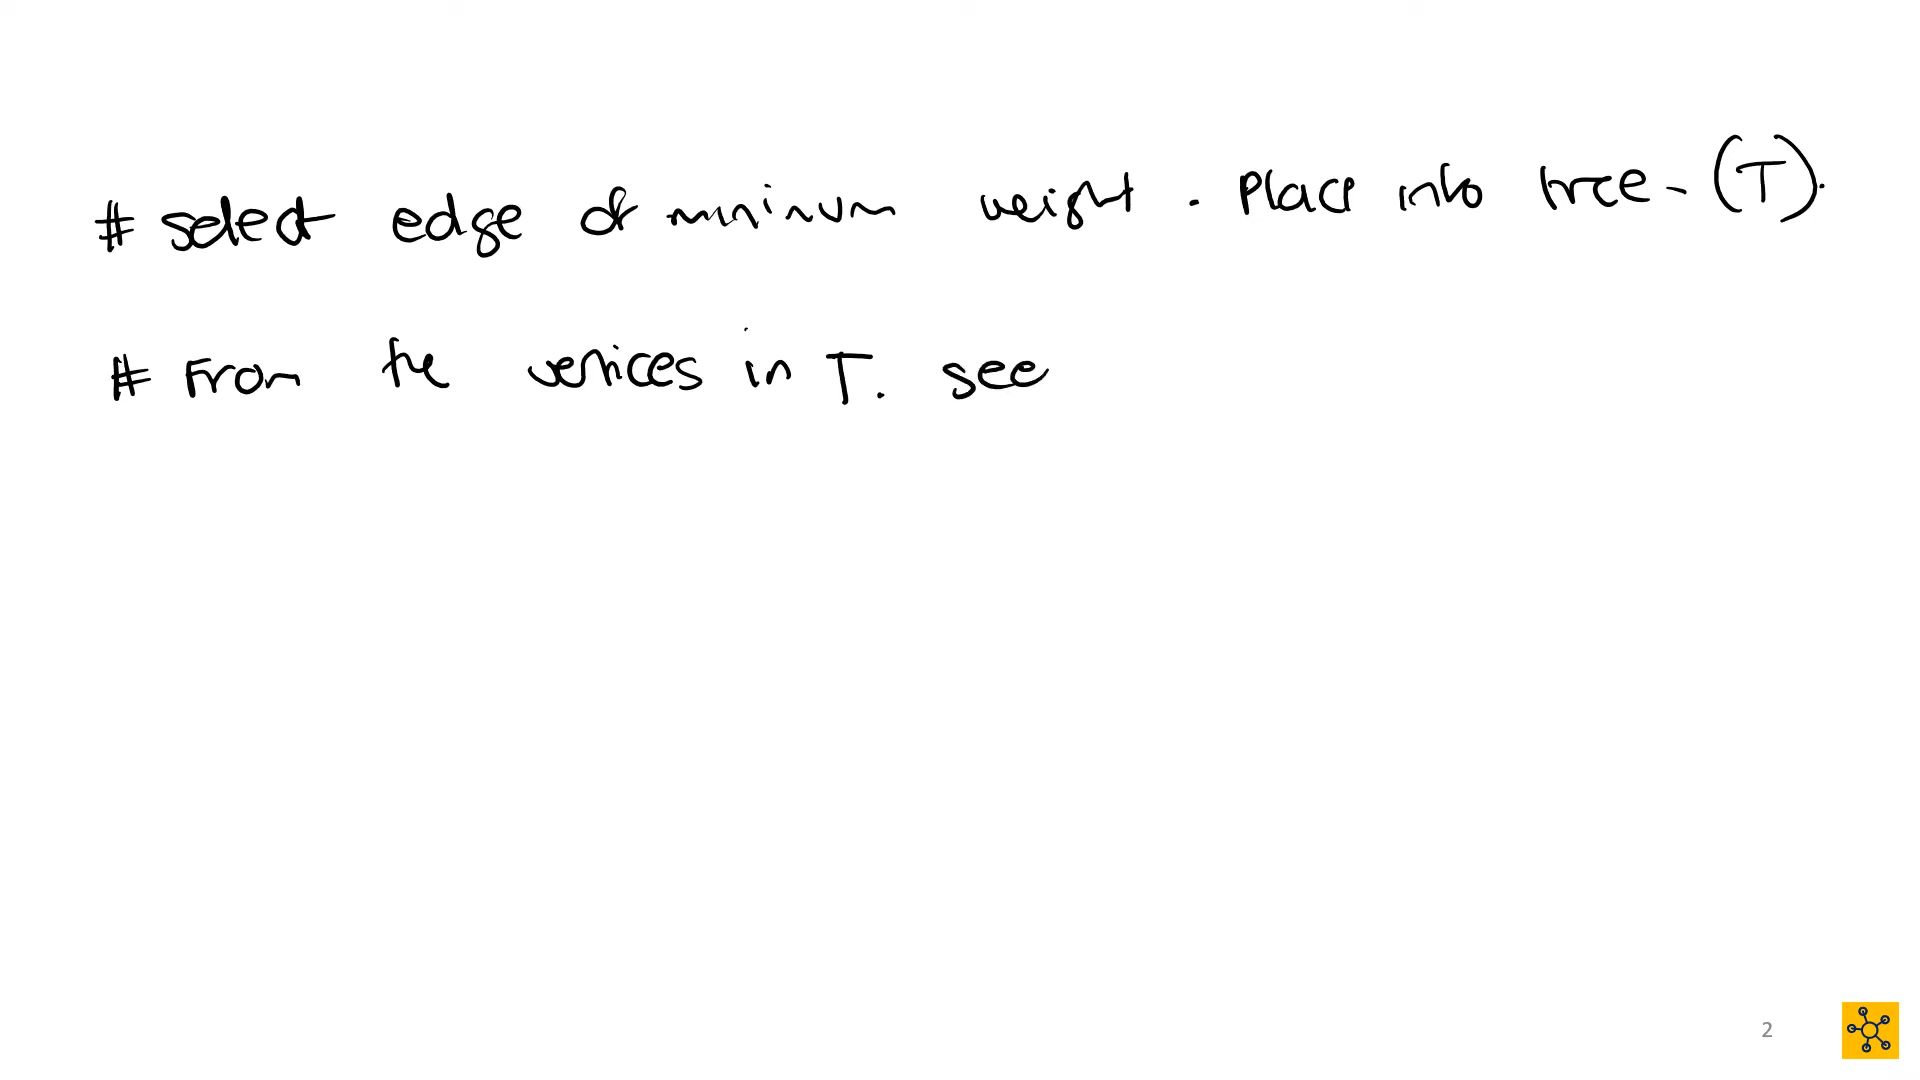 # select edge of minimum weight. Place into tree - (T).
# From the vertices in T. see
2